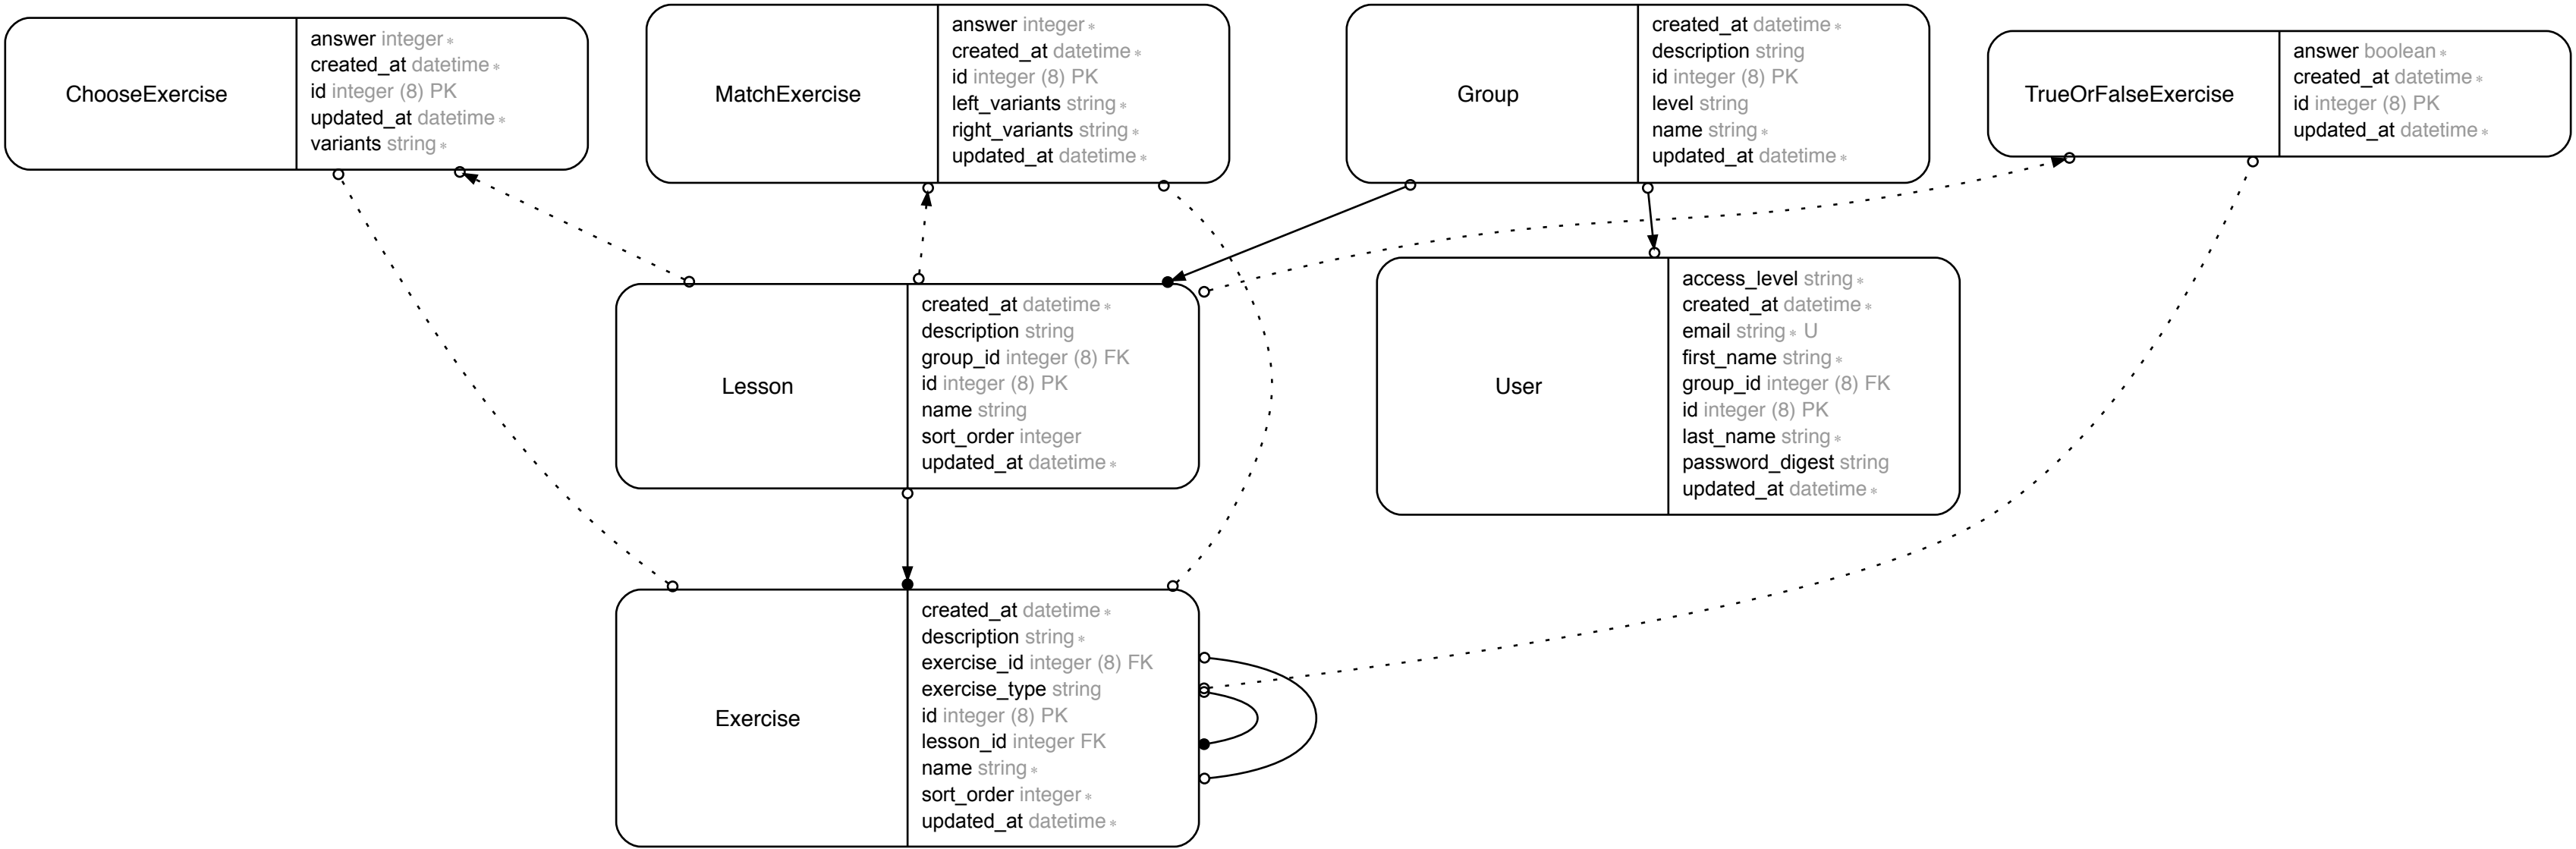 ChooseExercise
answer integer *
created_at datetime *
id integer (8) PK
updated_at datetime *
variants string *
MatchExercise
answer integer *
created_at datetime *
id integer (8) PK
left_variants string *
right_variants string *
updated_at datetime *
Group
created_at datetime *
description string
id integer (8) PK
level string
name string *
updated_at datetime *
TrueOrFalseExercise
answer boolean *
created_at datetime *
id integer (8) PK
updated_at datetime *
Lesson
created_at datetime *
description string
group_id integer (8) FK
id integer (8) PK
name string
sort_order integer
updated_at datetime *
User
access_level string *
created_at datetime *
email string * U
first_name string *
group_id integer (8) FK
id integer (8) PK
last_name string *
password_digest string
updated_at datetime *
Exercise
created_at datetime *
description string *
exercise_id integer (8) FK
exercise_type string
id integer (8) PK
lesson_id integer FK
name string *
sort_order integer *
updated_at datetime *